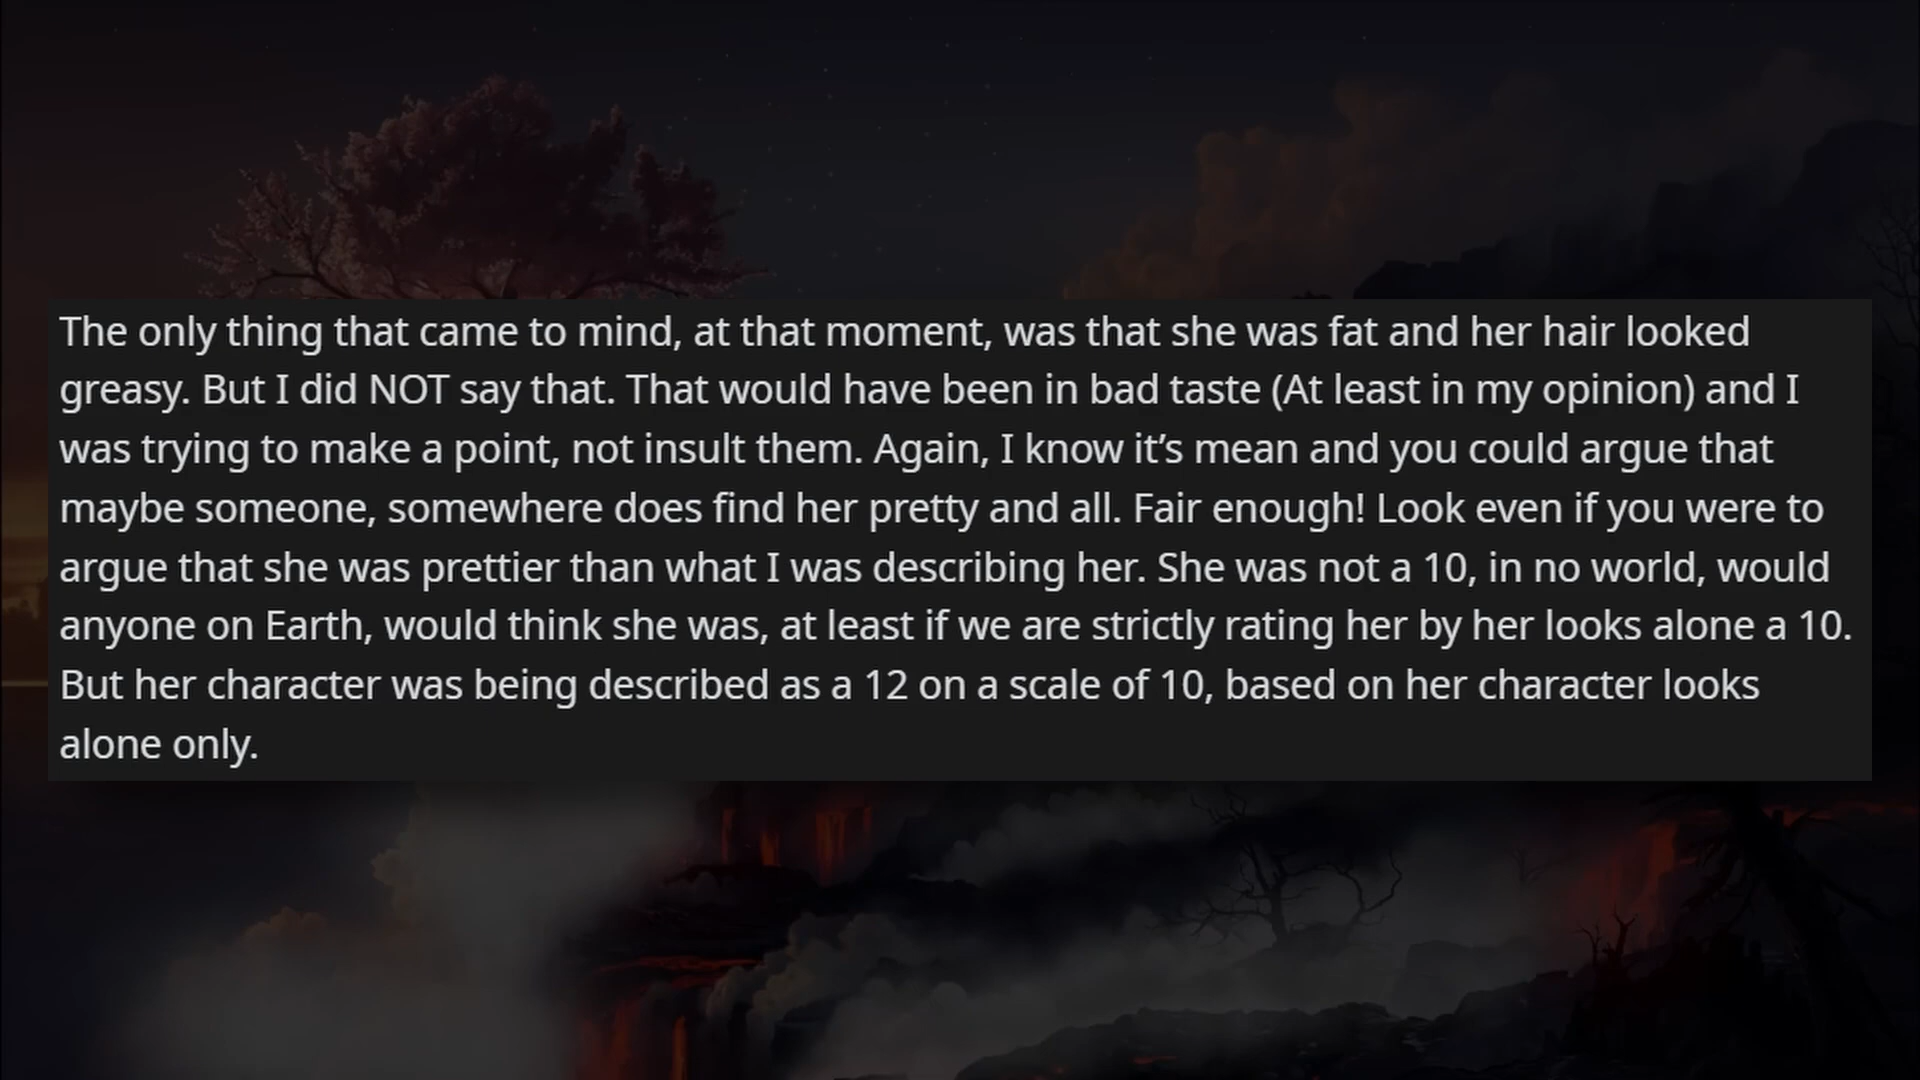 The only thing that came to mind, at that moment, was that she was fat and her hair looked
greasy. But I did NOT say that. That would have been in bad taste (At least in my opinion) and I
was trying to make a point, not insult them. Again, I know it’s mean and you could argue that
maybe someone, somewhere does find her pretty and all. Fair enough! Look even if you were to
argue that she was prettier than what I was describing her. She was not a 10, in no world, would
anyone on Earth, would think she was, at least if we are strictly rating her by her looks alone a 10.
But her character was being described as a 12 on a scale of 10, based on her character looks
alone only.